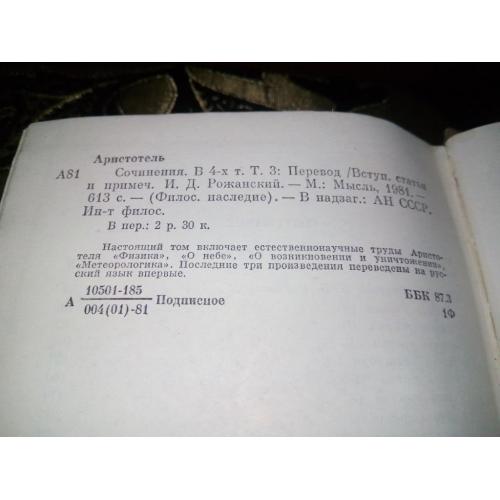 Аристотель
А81 Сочинения. В 4-х т. Т. 3: Перевод /Вступ. статья
и примеч. И. Д. Рожанский. — М.: Мысль, 1981. —
613 с. — (Филос. наследие). — В надзаг.: АН СССР.
Ин-т филос.
В пер.: 2 р. 30 к.
Настоящий том включает естественнонаучные труды Аристо-
теля «Физика», «О небе», «О возникновении и уничтожении»,
«Метеорологика». Последние три произведения переведены на рус-
ский язык впервые.
А 10501-185 Подписное ББК 87.3
004(01)-81 1Ф